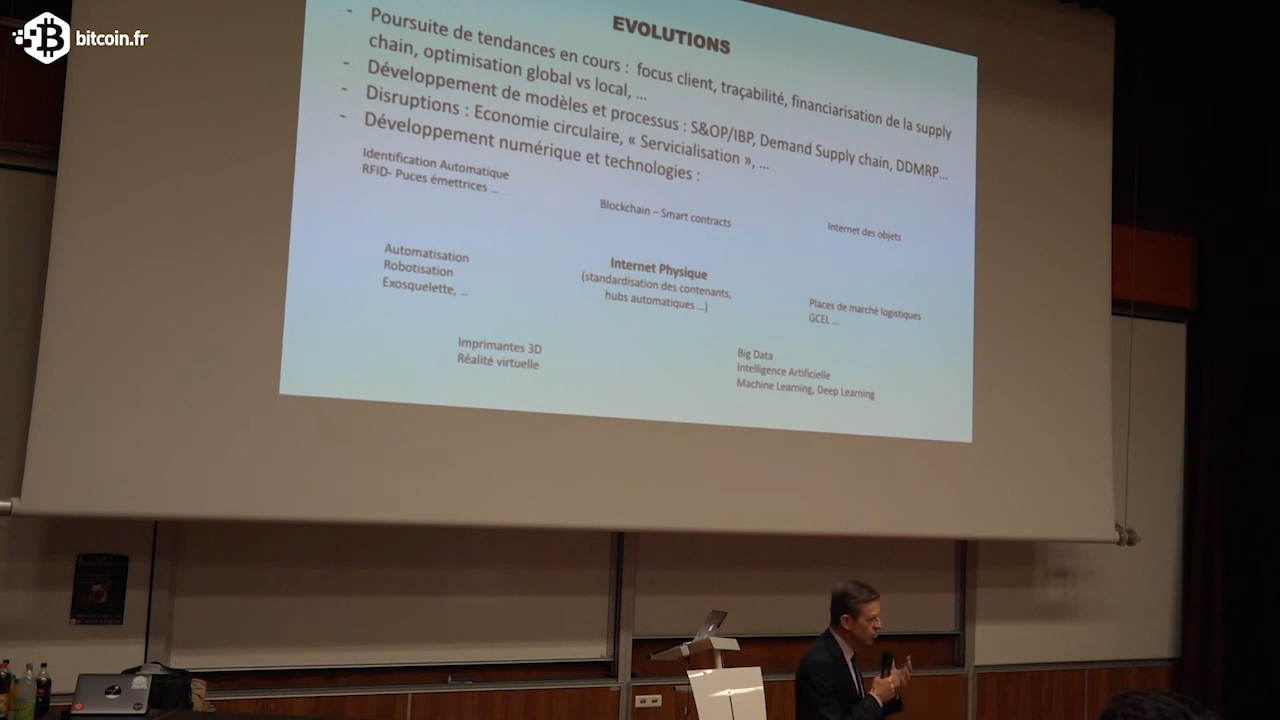 bitcoin.fr
EVOLUTIONS
- Poursuite de tendances en cours : focus client, traçabilité, financiarisation de la supply
chain, optimisation global vs local, ...
- Développement de modèles et processus : S&OP/IBP, Demand Supply chain, DDMRP...
- Disruptions : Economie circulaire, « Servicialisation », ...
- Développement numérique et technologies :
Identification Automatique
RFID- Puces émettrices ...
Blockchain – Smart contracts
Internet des objets
Automatisation
Robotisation
Exosquelette, ...
Internet Physique
(standardisation des contenants,
hubs automatiques ...)
Places de marché logistiques
GCEL ...
Imprimantes 3D
Réalité virtuelle
Big Data
Intelligence Artificielle
Machine Learning, Deep Learning